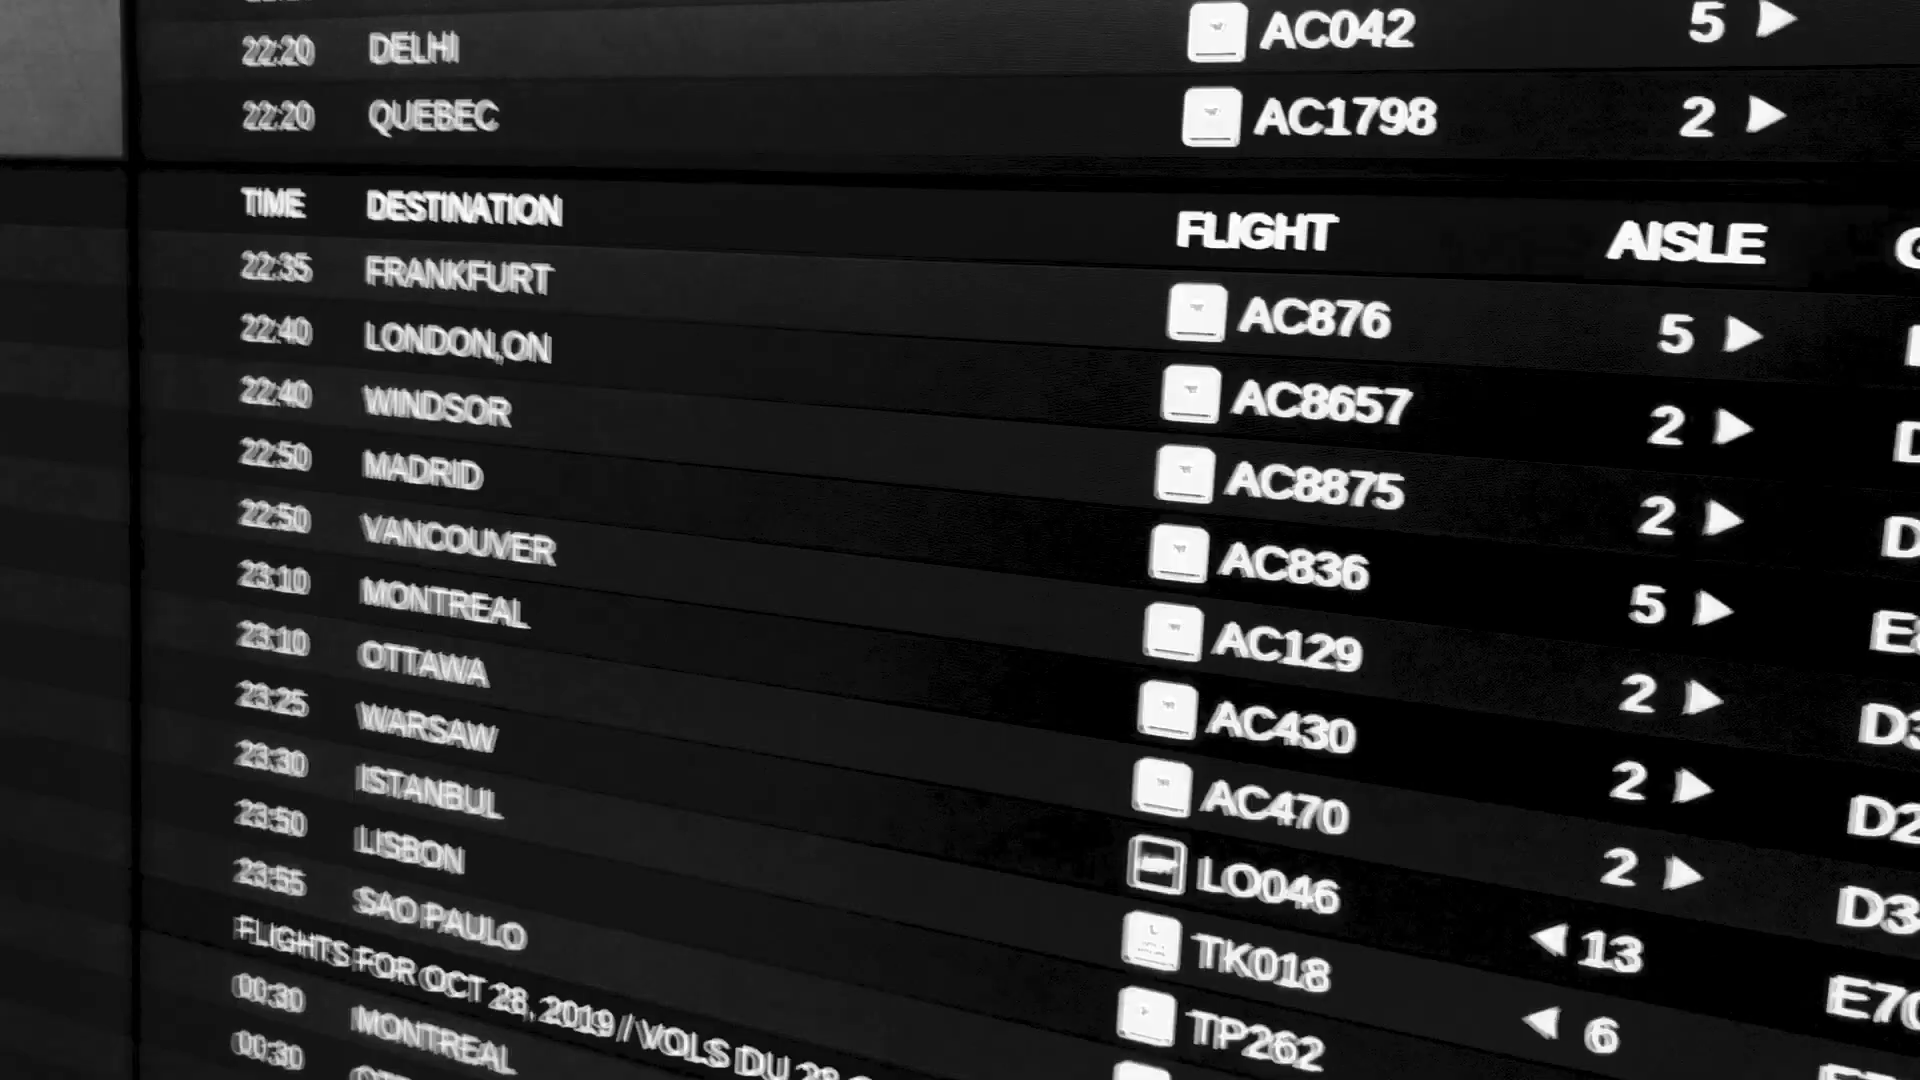 22:20 DELHI AC042 5 ▶
22:20 QUEBEC AC1798 2 ▶
TIME DESTINATION FLIGHT AISLE
22:35 FRANKFURT AC876 5 ▶
22:40 LONDON,ON AC8657 2 ▶
22:40 WINDSOR AC8875 2 ▶
22:50 MADRID AC836 5 ▶
22:50 VANCOUVER AC129 2 ▶
23:10 MONTREAL AC430 2 ▶
23:10 OTTAWA AC470 2 ▶
23:25 WARSAW LO046 ◀ 13
23:30 ISTANBUL TK018 ◀ 6
23:50 LISBON TP262
23:55 SAO PAULO
FLIGHTS FOR OCT 28, 2019 // VOLS DU 28
00:30 MONTREAL
00:30